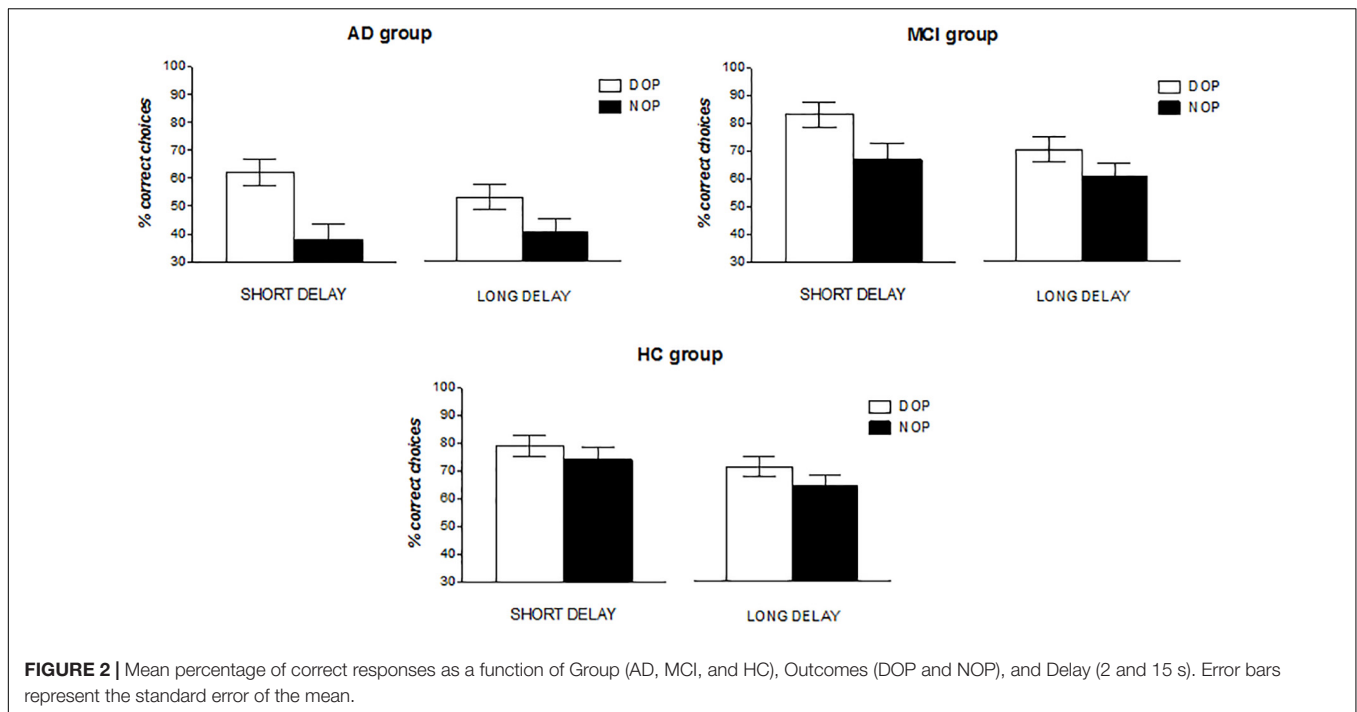 AD group
100
90
80
70
60
50
40
30
% correct choices
DOP
NOP
SHORT DELAY
LONG DELAY
MCI group
100
90
80
70
60
50
40
30
% correct choices
DOP
NOP
SHORT DELAY
LONG DELAY
HC group
100
90
80
70
60
50
40
30
% correct choices
DOP
NOP
SHORT DELAY
LONG DELAY
FIGURE 2 | Mean percentage of correct responses as a function of Group (AD, MCI, and HC), Outcomes (DOP and NOP), and Delay (2 and 15 s). Error bars
represent the standard error of the mean.